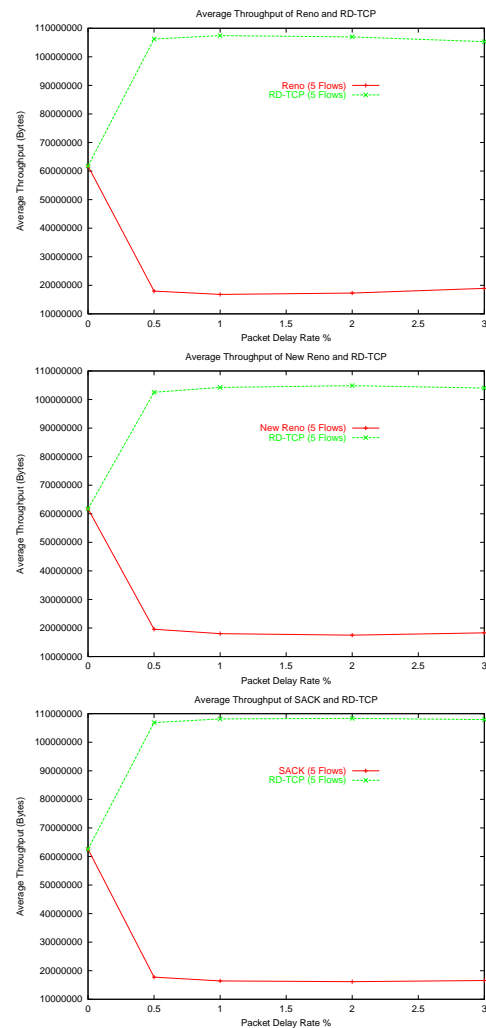 Average Throughput of Reno and RD-TCP
110000000
100000000
90000000
80000000
70000000
60000000
50000000
40000000
30000000
20000000
10000000
Average Throughput (Bytes)
Reno (5 Flows)
RD-TCP (5 Flows)
0 0.5 1 1.5 2 2.5 3
Packet Delay Rate %
Average Throughput of New Reno and RD-TCP
110000000
100000000
90000000
80000000
70000000
60000000
50000000
40000000
30000000
20000000
10000000
Average Throughput (Bytes)
New Reno (5 Flows)
RD-TCP (5 Flows)
0 0.5 1 1.5 2 2.5 3
Packet Delay Rate %
Average Throughput of SACK and RD-TCP
110000000
100000000
90000000
80000000
70000000
60000000
50000000
40000000
30000000
20000000
10000000
Average Throughput (Bytes)
SACK (5 Flows)
RD-TCP (5 Flows)
0 0.5 1 1.5 2 2.5 3
Packet Delay Rate %